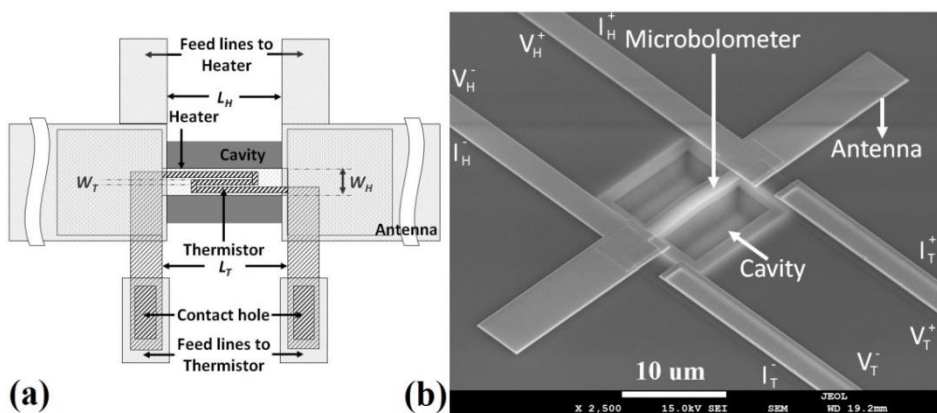 Feed lines to
Heater
L_H
Heater
Cavity
W_T
W_H
Antenna
Thermistor
L_T
Contact hole
Feed lines to
Thermistor
(a)
I_H^+
V_H^+
Microbolometer
V_H^-
I_H^-
Antenna
Cavity
I_T^+
V_T^+
V_T^-
I_T^-
(b)
10 um
JEOL
X 2,500 15.0kV SEI SEM WD 19.2mm